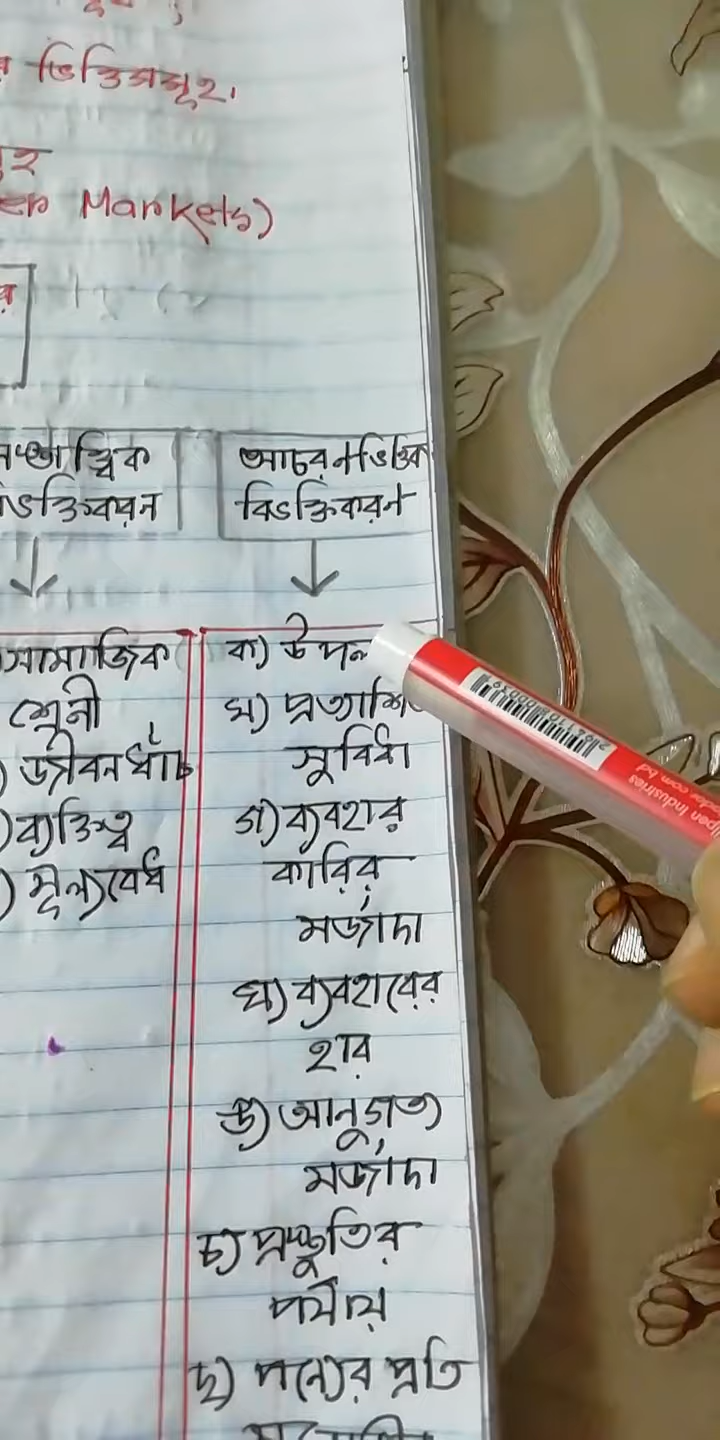 ভিত্তিসমূহ।
Markets)
আচরণভিত্তিক
বিভক্তিকরণ
সামাজিক
শ্রেনী
জীবনধাঁচ
ব্যক্তিত্ব
মূল্যবোধ
ক) উপল
খ) প্রত্যাশিত
সুবিধা
গ) ব্যবহার
কারির
মর্জাদা
ঘ) ব্যবহারের
হার
ঙ) আনুগত্য
মর্জাদা
চ) প্রস্তুতির
পর্যায়
ছ) পন্যের প্রতি